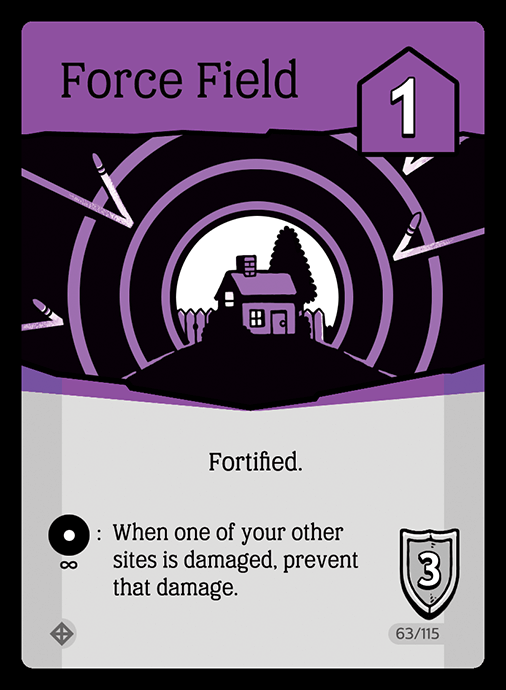 Force Field
1
Fortified.
∞
: When one of your other
sites is damaged, prevent
that damage.
3
63/115